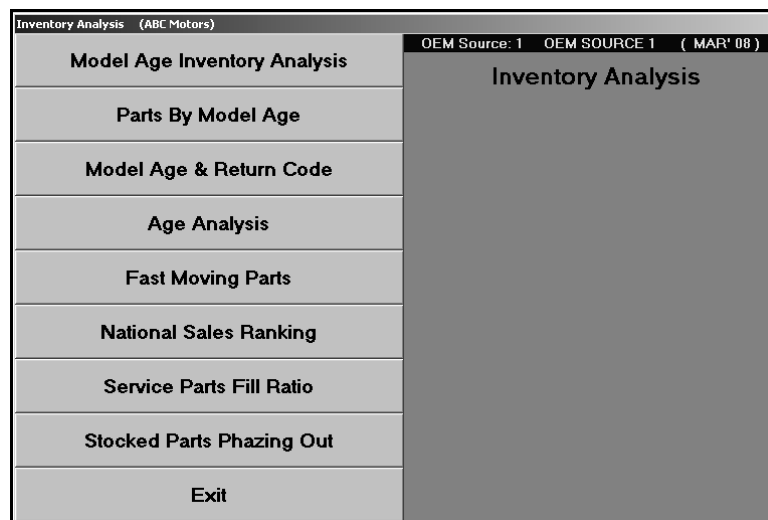 Inventory Analysis (ABC Motors)
OEM Source: 1 OEM SOURCE 1 ( MAR' 08 )
Inventory Analysis
Model Age Inventory Analysis
Parts By Model Age
Model Age & Return Code
Age Analysis
Fast Moving Parts
National Sales Ranking
Service Parts Fill Ratio
Stocked Parts Phazing Out
Exit